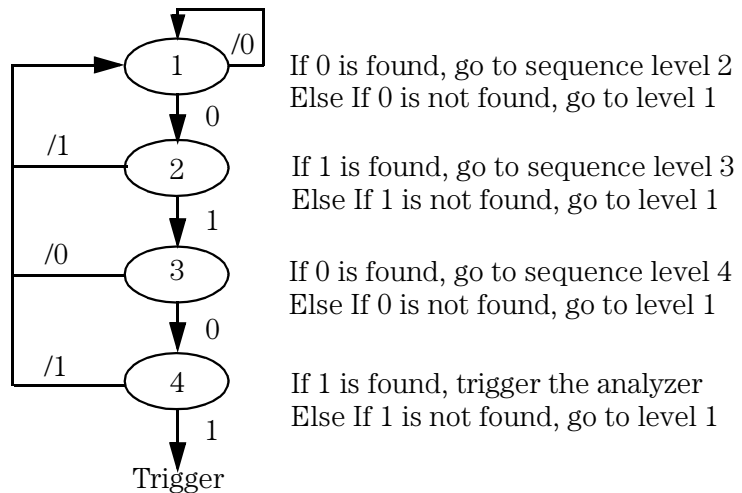 /0
1
If 0 is found, go to sequence level 2
Else If 0 is not found, go to level 1
0
/1
2
If 1 is found, go to sequence level 3
Else If 1 is not found, go to level 1
1
/0
3
If 0 is found, go to sequence level 4
Else If 0 is not found, go to level 1
0
/1
4
If 1 is found, trigger the analyzer
Else If 1 is not found, go to level 1
1
Trigger